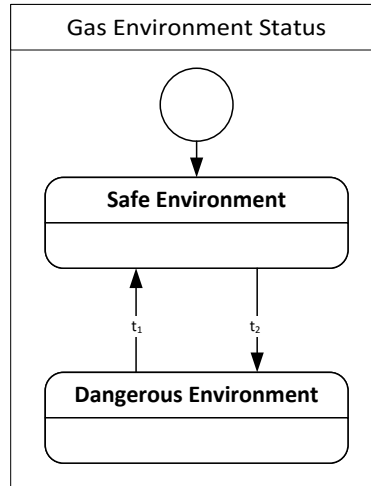 Gas Environment Status
Safe Environment
t₁
t₂
Dangerous Environment